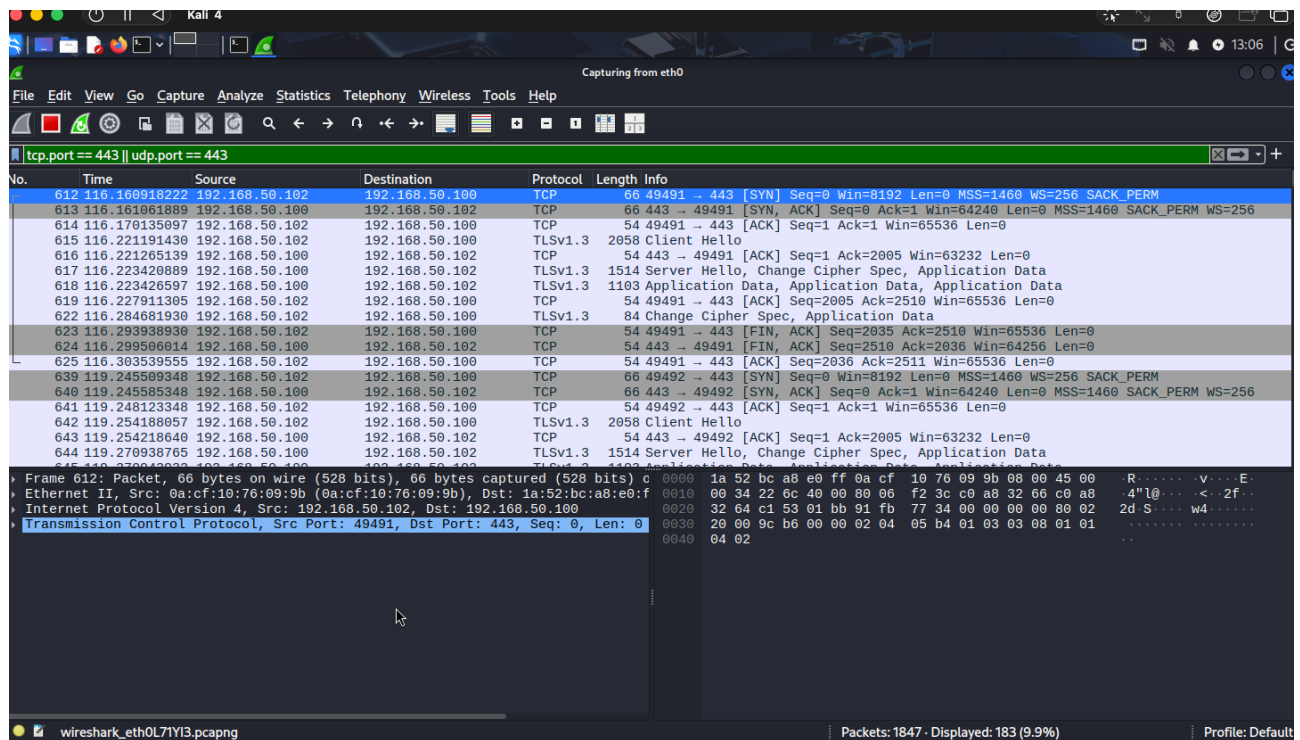 Kali 4
13:06
Capturing from eth0
File Edit View Go Capture Analyze Statistics Telephony Wireless Tools Help
tcp.port == 443 || udp.port == 443
No. Time Source Destination Protocol Length Info
612 116.160918222 192.168.50.102 192.168.50.100 TCP 66 49491 → 443 [SYN] Seq=0 Win=8192 Len=0 MSS=1460 WS=256 SACK_PERM
613 116.161061889 192.168.50.100 192.168.50.102 TCP 66 443 → 49491 [SYN, ACK] Seq=0 Ack=1 Win=64240 Len=0 MSS=1460 SACK_PERM WS=256
614 116.170135097 192.168.50.102 192.168.50.100 TCP 54 49491 → 443 [ACK] Seq=1 Ack=1 Win=65536 Len=0
615 116.221191430 192.168.50.102 192.168.50.100 TLSv1.3 2058 Client Hello
616 116.221265139 192.168.50.100 192.168.50.102 TCP 54 443 → 49491 [ACK] Seq=1 Ack=2005 Win=63232 Len=0
617 116.223420889 192.168.50.100 192.168.50.102 TLSv1.3 1514 Server Hello, Change Cipher Spec, Application Data
618 116.223426597 192.168.50.100 192.168.50.102 TLSv1.3 1103 Application Data, Application Data, Application Data
619 116.227911305 192.168.50.102 192.168.50.100 TCP 54 49491 → 443 [ACK] Seq=2005 Ack=2510 Win=65536 Len=0
622 116.284681930 192.168.50.102 192.168.50.100 TLSv1.3 84 Change Cipher Spec, Application Data
623 116.293938930 192.168.50.102 192.168.50.100 TCP 54 49491 → 443 [FIN, ACK] Seq=2035 Ack=2510 Win=65536 Len=0
624 116.299506014 192.168.50.100 192.168.50.102 TCP 54 443 → 49491 [FIN, ACK] Seq=2510 Ack=2036 Win=64256 Len=0
625 116.303539555 192.168.50.102 192.168.50.100 TCP 54 49491 → 443 [ACK] Seq=2036 Ack=2511 Win=65536 Len=0
639 119.245509348 192.168.50.102 192.168.50.100 TCP 66 49492 → 443 [SYN] Seq=0 Win=8192 Len=0 MSS=1460 WS=256 SACK_PERM
640 119.245585348 192.168.50.100 192.168.50.102 TCP 66 443 → 49492 [SYN, ACK] Seq=0 Ack=1 Win=64240 Len=0 MSS=1460 SACK_PERM WS=256
641 119.248123348 192.168.50.102 192.168.50.100 TCP 54 49492 → 443 [ACK] Seq=1 Ack=1 Win=65536 Len=0
642 119.254188057 192.168.50.102 192.168.50.100 TLSv1.3 2058 Client Hello
643 119.254218640 192.168.50.100 192.168.50.102 TCP 54 443 → 49492 [ACK] Seq=1 Ack=2005 Win=63232 Len=0
644 119.270938765 192.168.50.100 192.168.50.102 TLSv1.3 1514 Server Hello, Change Cipher Spec, Application Data
Frame 612: Packet, 66 bytes on wire (528 bits), 66 bytes captured (528 bits) o
Ethernet II, Src: 0a:cf:10:76:09:9b (0a:cf:10:76:09:9b), Dst: 1a:52:bc:a8:e0:f
Internet Protocol Version 4, Src: 192.168.50.102, Dst: 192.168.50.100
Transmission Control Protocol, Src Port: 49491, Dst Port: 443, Seq: 0, Len: 0
0000 1a 52 bc a8 e0 ff 0a cf 10 76 09 9b 08 00 45 00 ·R······ ·v····E·
0010 00 34 22 6c 40 00 80 06 f2 3c c0 a8 32 66 c0 a8 ·4"l@··· ·<··2f··
0020 32 64 c1 53 01 bb 91 fb 77 34 00 00 00 00 80 02 2d·S···· w4······
0030 20 00 9c b6 00 00 02 04 05 b4 01 03 03 08 01 01 ········ ········
0040 04 02 ··
wireshark_eth0L71YI3.pcapng
Packets: 1847 · Displayed: 183 (9.9%)
Profile: Default